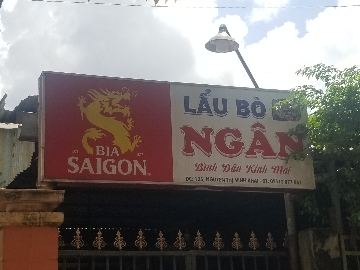 BIA
SAIGON
LẨU BÒ
NGÂN
Bình Dân Kính Mời